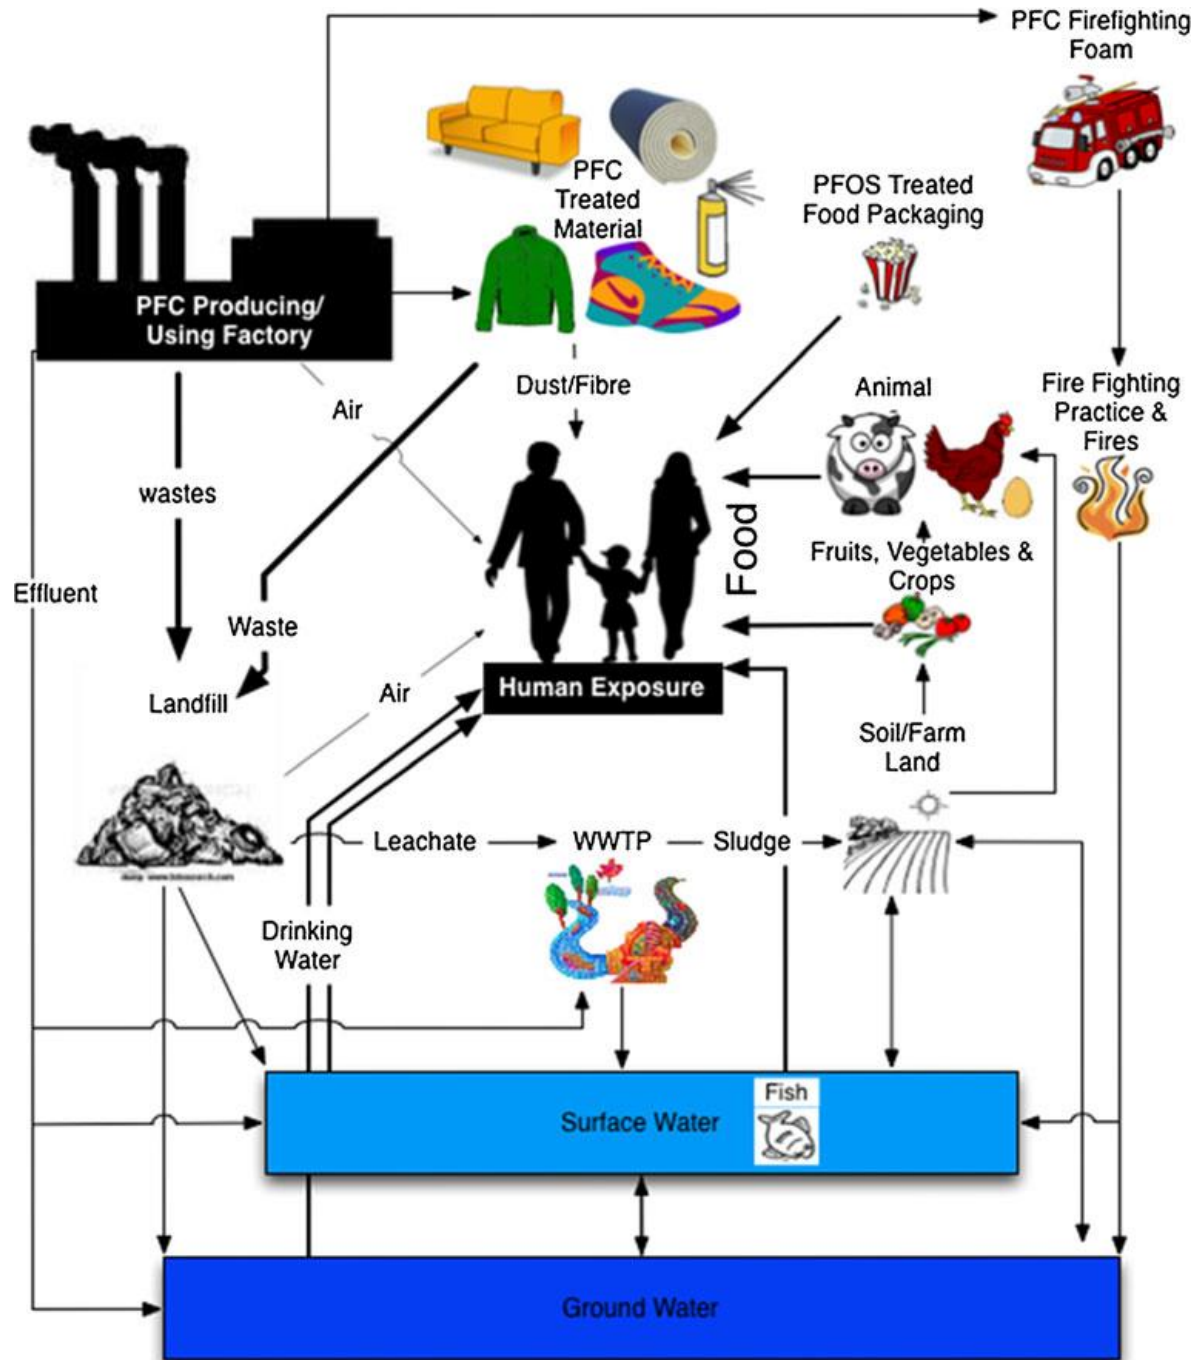 PFC Firefighting
Foam
PFC
Treated
Material
PFOS Treated
Food Packaging
PFC Producing/
Using Factory
Dust/Fibre
Air
Animal
Fire Fighting
Practice &
Fires
wastes
Food
Fruits, Vegetables &
Crops
Effluent
Waste
Landfill
Air
Human Exposure
Soil/Farm
Land
Leachate
WWTP
Sludge
Drinking
Water
Fish
Surface Water
Ground Water